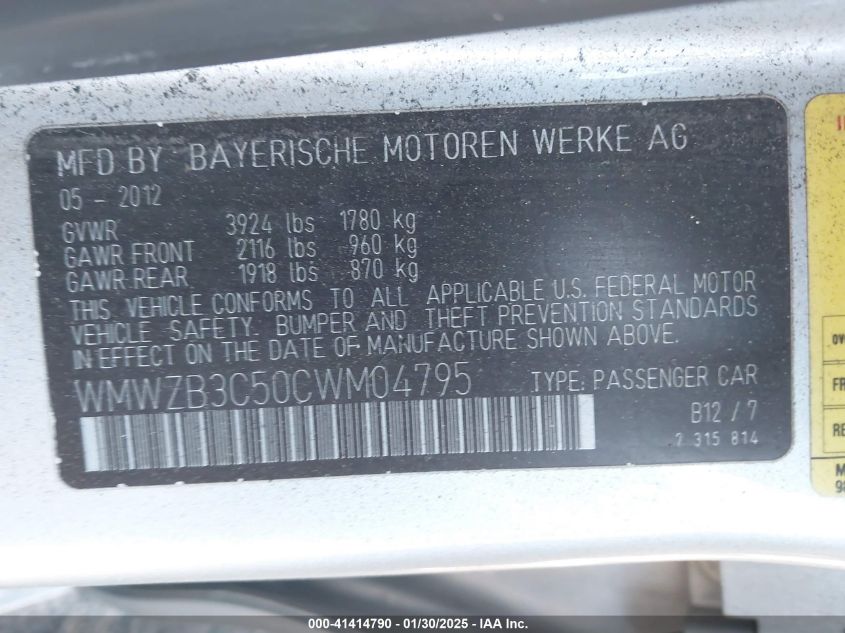 MFD BY BAYERISCHE MOTOREN WERKE AG
05 - 2012
GVWR 3924 lbs 1780 kg
GAWR FRONT 2116 lbs 960 kg
GAWR REAR 1918 lbs 870 kg
THIS VEHICLE CONFORMS TO ALL APPLICABLE U.S. FEDERAL MOTOR
VEHICLE SAFETY, BUMPER AND THEFT PREVENTION STANDARDS
IN EFFECT ON THE DATE OF MANUFACTURE SHOWN ABOVE.
WMWZB3C50CWM04795 TYPE: PASSENGER CAR
B12 / 7
7 315 814
000-41414790 - 01/30/2025 - IAA Inc.